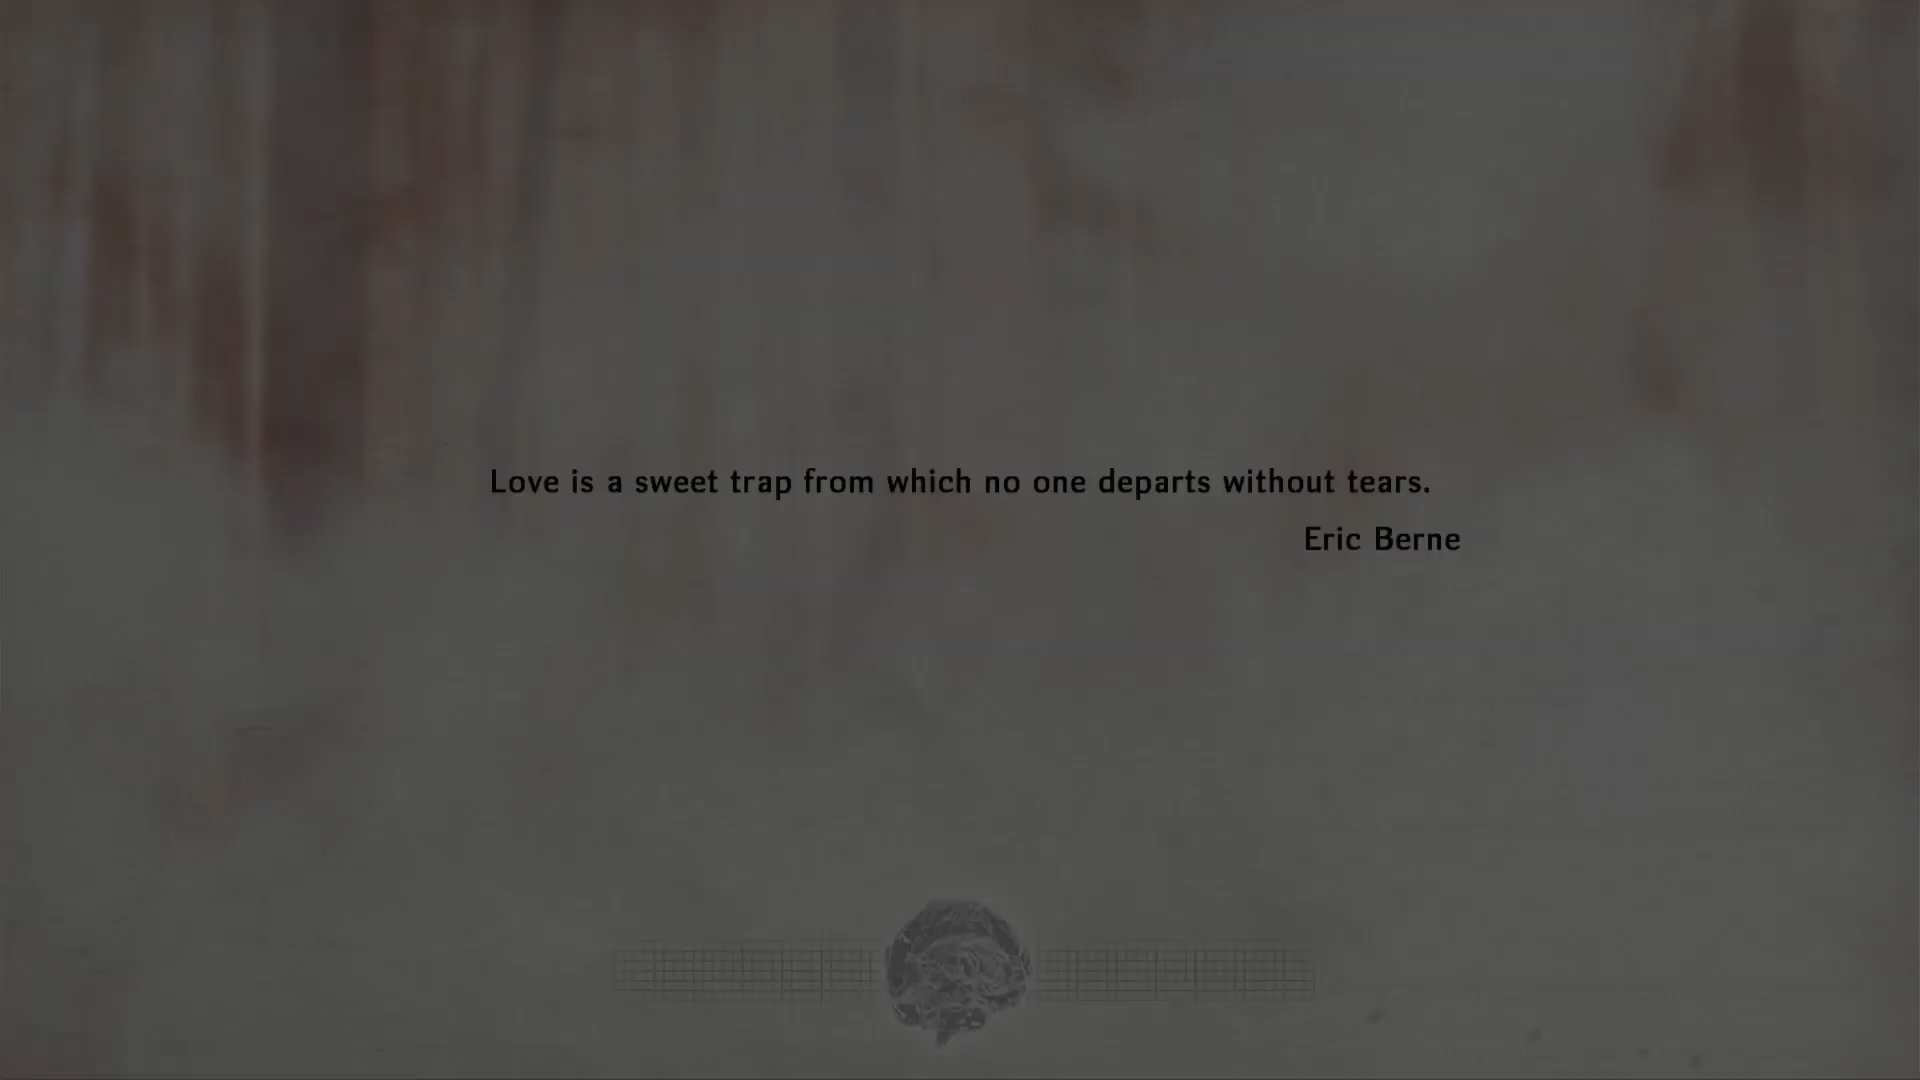 Love is a sweet trap from which no one departs without tears.
Eric Berne